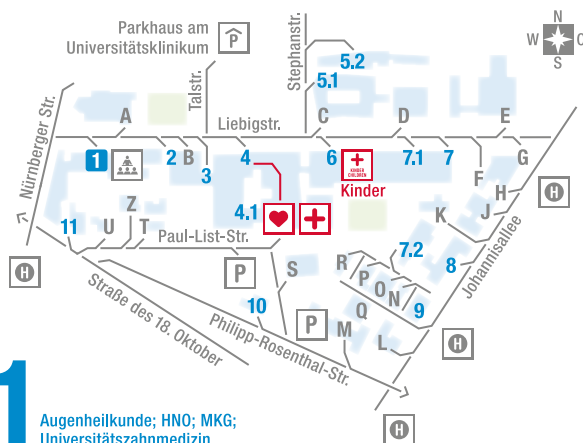 Parkhaus am
Universitätsklinikum
P
N
W
O
S
Stephanstr.
5.2
5.1
Talstr.
Nürnberger Str.
A
Liebigstr.
C
D
E
1
2
B
3
4
6
KINDER
CHILDREN
Kinder
7.1
7
F
G
H
H
J
K
Johannisallee
4.1
11
U
Z
T
Paul-List-Str.
H
P
S
R
P
O
N
7.2
8
9
Straße des 18. Oktober
10
Philipp-Rosenthal-Str.
P
Q
M
L
H
H
1
Augenheilkunde; HNO; MKG;
Universitätszahnmedizin